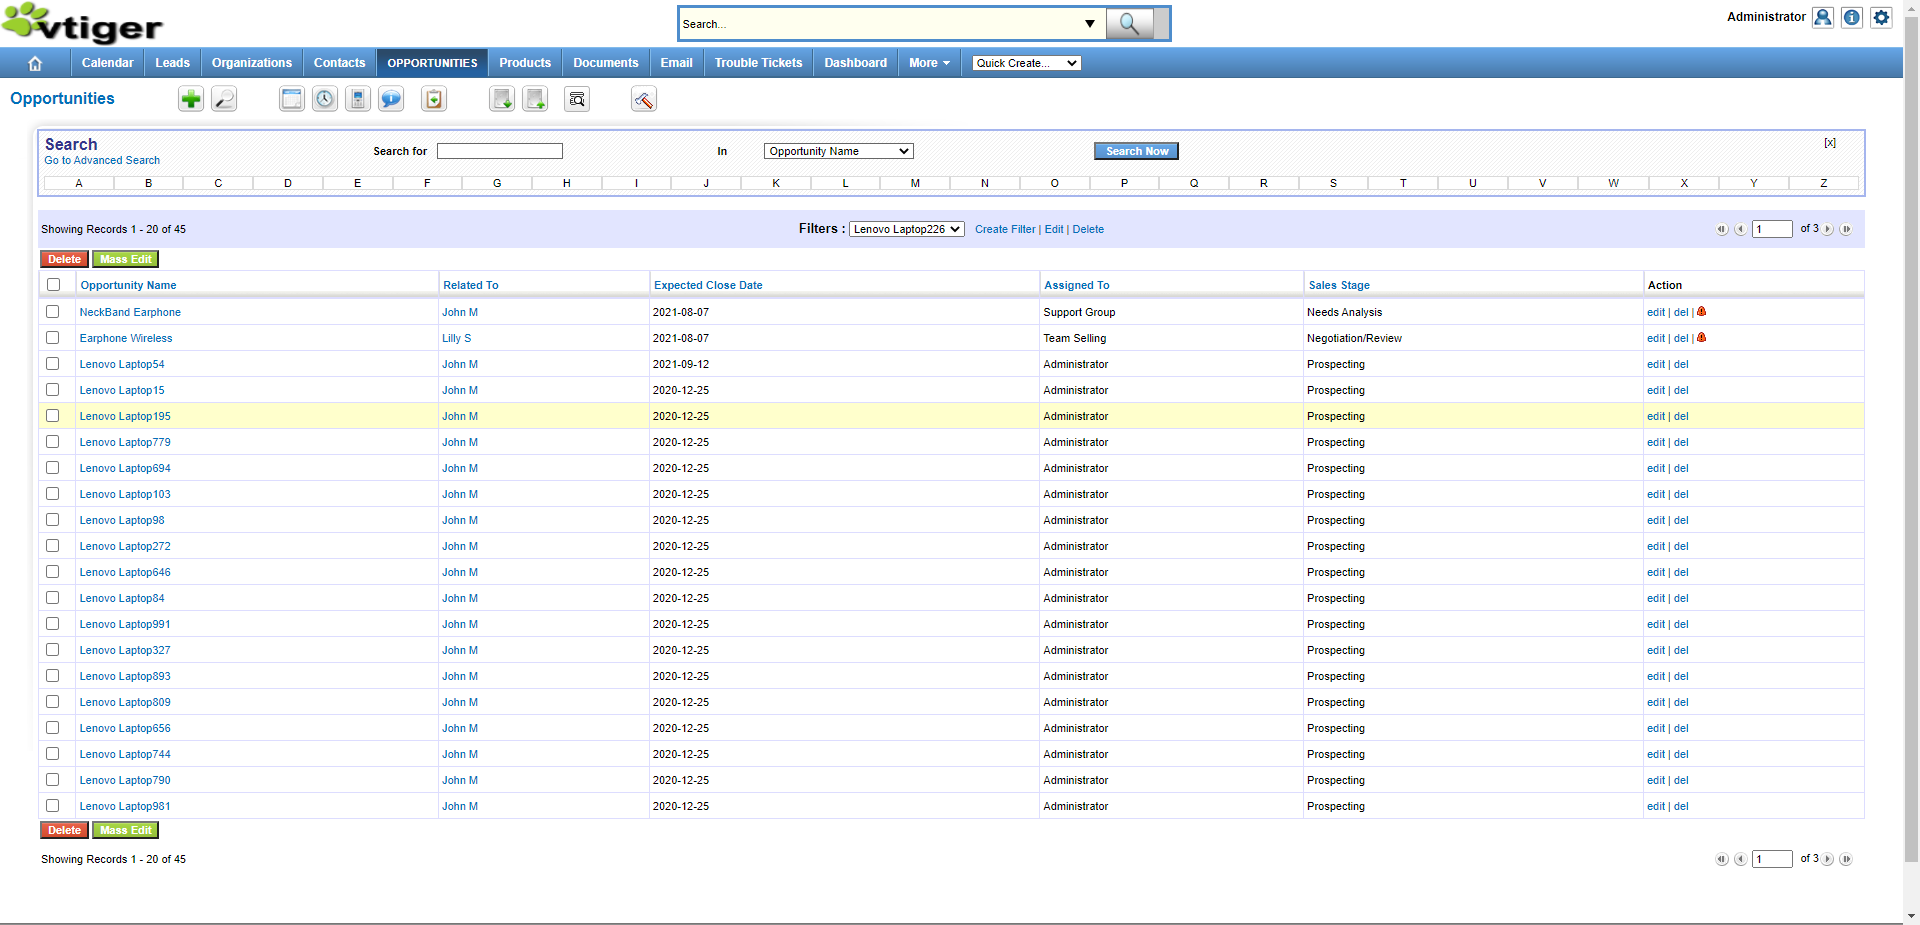 vtiger
Search...
Administrator
Calendar Leads Organizations Contacts OPPORTUNITIES Products Documents Email Trouble Tickets Dashboard More Quick Create...
Opportunities
Search
Go to Advanced Search
Search for In Opportunity Name Search Now [x]
A B C D E F G H I J K L M N O P Q R S T U V W X Y Z
Showing Records 1 - 20 of 45 Filters : Lenovo Laptop226 Create Filter | Edit | Delete 1 of 3
Delete Mass Edit
Opportunity Name Related To Expected Close Date Assigned To Sales Stage Action
NeckBand Earphone John M 2021-08-07 Support Group Needs Analysis edit | del |
Earphone Wireless Lilly S 2021-08-07 Team Selling Negotiation/Review edit | del |
Lenovo Laptop54 John M 2021-09-12 Administrator Prospecting edit | del
Lenovo Laptop15 John M 2020-12-25 Administrator Prospecting edit | del
Lenovo Laptop195 John M 2020-12-25 Administrator Prospecting edit | del
Lenovo Laptop779 John M 2020-12-25 Administrator Prospecting edit | del
Lenovo Laptop694 John M 2020-12-25 Administrator Prospecting edit | del
Lenovo Laptop103 John M 2020-12-25 Administrator Prospecting edit | del
Lenovo Laptop98 John M 2020-12-25 Administrator Prospecting edit | del
Lenovo Laptop272 John M 2020-12-25 Administrator Prospecting edit | del
Lenovo Laptop646 John M 2020-12-25 Administrator Prospecting edit | del
Lenovo Laptop84 John M 2020-12-25 Administrator Prospecting edit | del
Lenovo Laptop991 John M 2020-12-25 Administrator Prospecting edit | del
Lenovo Laptop327 John M 2020-12-25 Administrator Prospecting edit | del
Lenovo Laptop893 John M 2020-12-25 Administrator Prospecting edit | del
Lenovo Laptop809 John M 2020-12-25 Administrator Prospecting edit | del
Lenovo Laptop656 John M 2020-12-25 Administrator Prospecting edit | del
Lenovo Laptop744 John M 2020-12-25 Administrator Prospecting edit | del
Lenovo Laptop790 John M 2020-12-25 Administrator Prospecting edit | del
Lenovo Laptop981 John M 2020-12-25 Administrator Prospecting edit | del
Delete Mass Edit
Showing Records 1 - 20 of 45 1 of 3